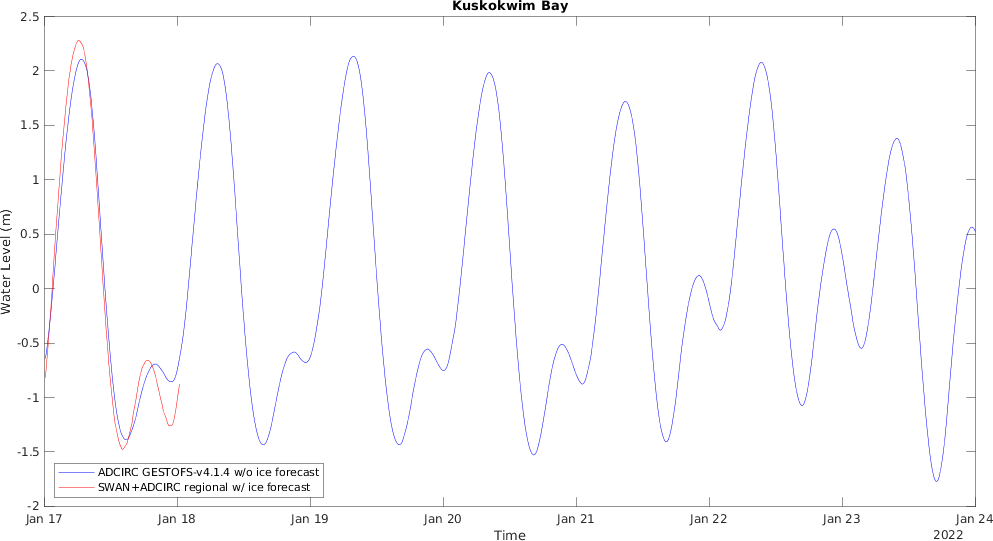 Kuskokwim Bay
Water Level (m)
2.5
2
1.5
1
0.5
0
-0.5
-1
-1.5
-2
ADCIRC GESTOFS-v4.1.4 w/o ice forecast
SWAN+ADCIRC regional w/ ice forecast
Jan 17 Jan 18 Jan 19 Jan 20 Jan 21 Jan 22 Jan 23 Jan 24
Time
2022